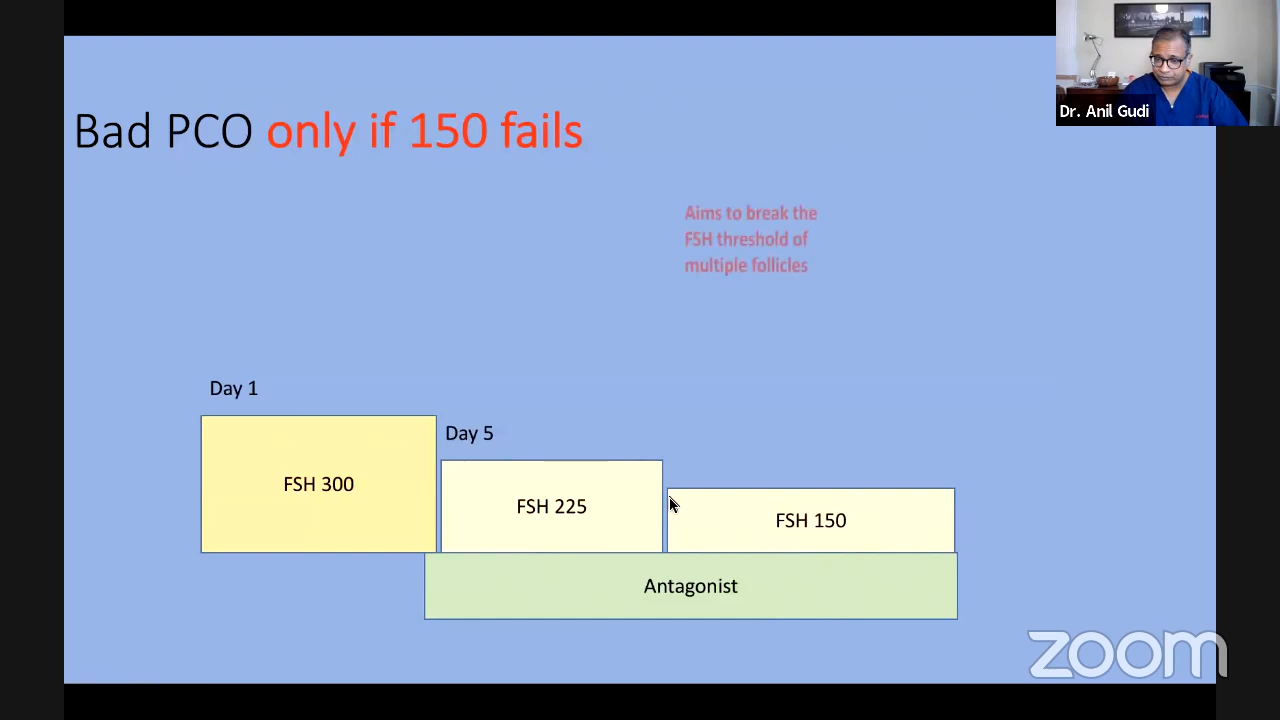 Dr. Anil Gudi
Bad PCO only if 150 fails
Aims to break the
FSH threshold of
multiple follicles
Day 1
Day 5
FSH 300
FSH 225
FSH 150
Antagonist
zoom